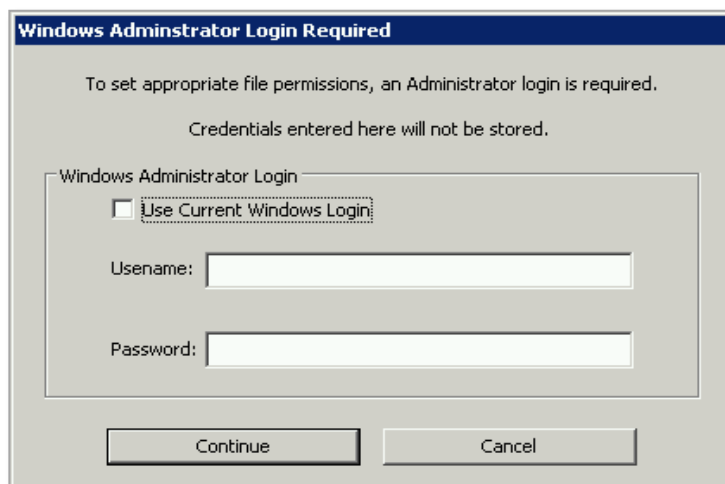 Windows Adminstrator Login Required
To set appropriate file permissions, an Administrator login is required.
Credentials entered here will not be stored.
Windows Administrator Login
Use Current Windows Login
Usename:
Password:
Continue
Cancel